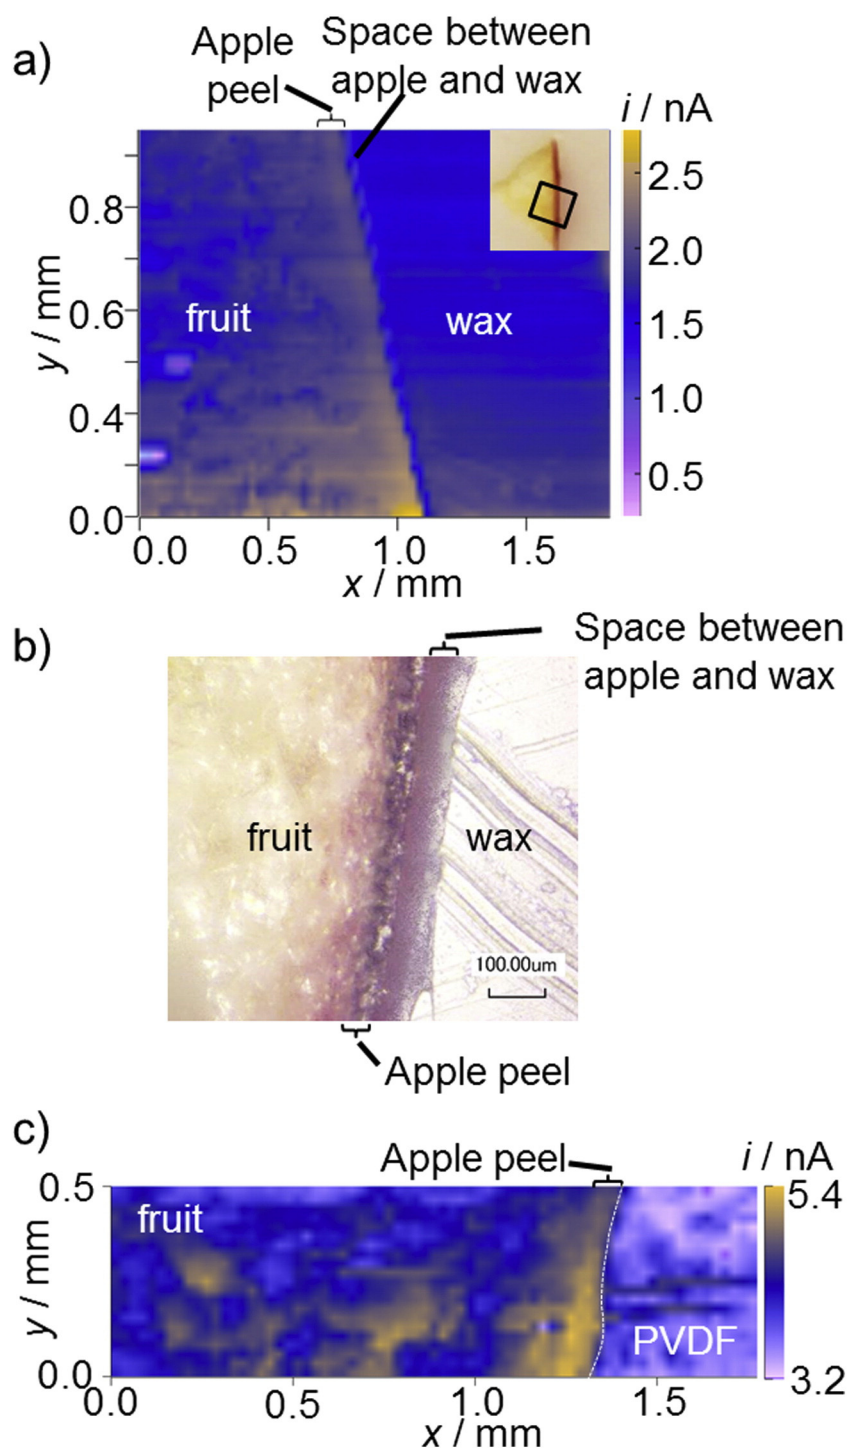 a)
Apple
peel
Space between
apple and wax
i / nA
2.5
2.0
1.5
1.0
0.5
y / mm
0.8
0.6
0.4
0.0
fruit
wax
0.0 0.5 1.0 1.5
x / mm
b)
Space between
apple and wax
fruit
wax
100.00um
Apple peel
c)
Apple peel
i / nA
5.4
3.2
y / mm
0.5
0.0
fruit
PVDF
0.0 0.5 1.0 1.5
x / mm